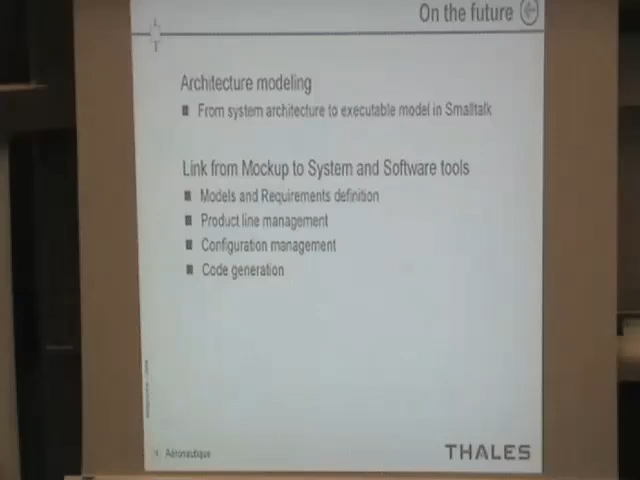 On the future
Architecture modeling
From system architecture to executable model in Smalltalk
Link from Mockup to System and Software tools
Models and Requirements definition
Product line management
Configuration management
Code generation
Aéronautique
THALES